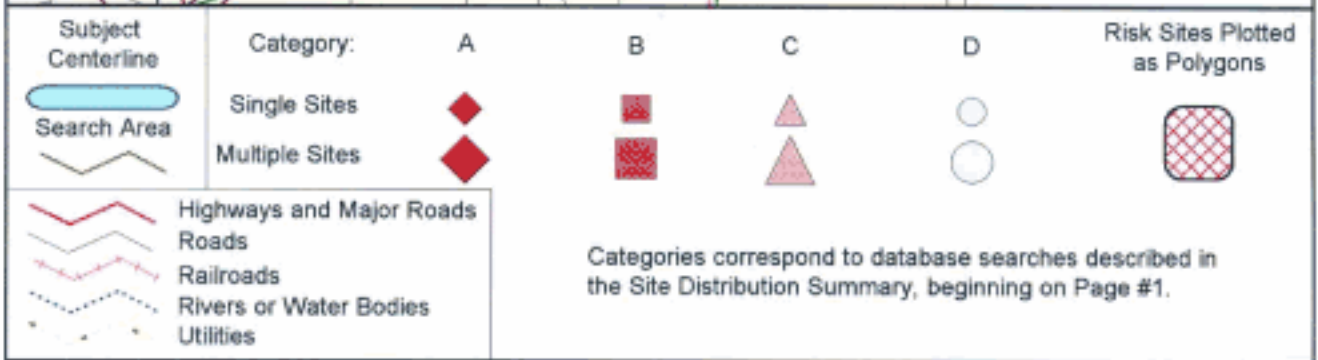 Subject
Centerline
Search Area
Category: A B C D
Single Sites
Multiple Sites
Risk Sites Plotted
as Polygons
Highways and Major Roads
Roads
Railroads
Rivers or Water Bodies
Utilities
Categories correspond to database searches described in
the Site Distribution Summary, beginning on Page #1.